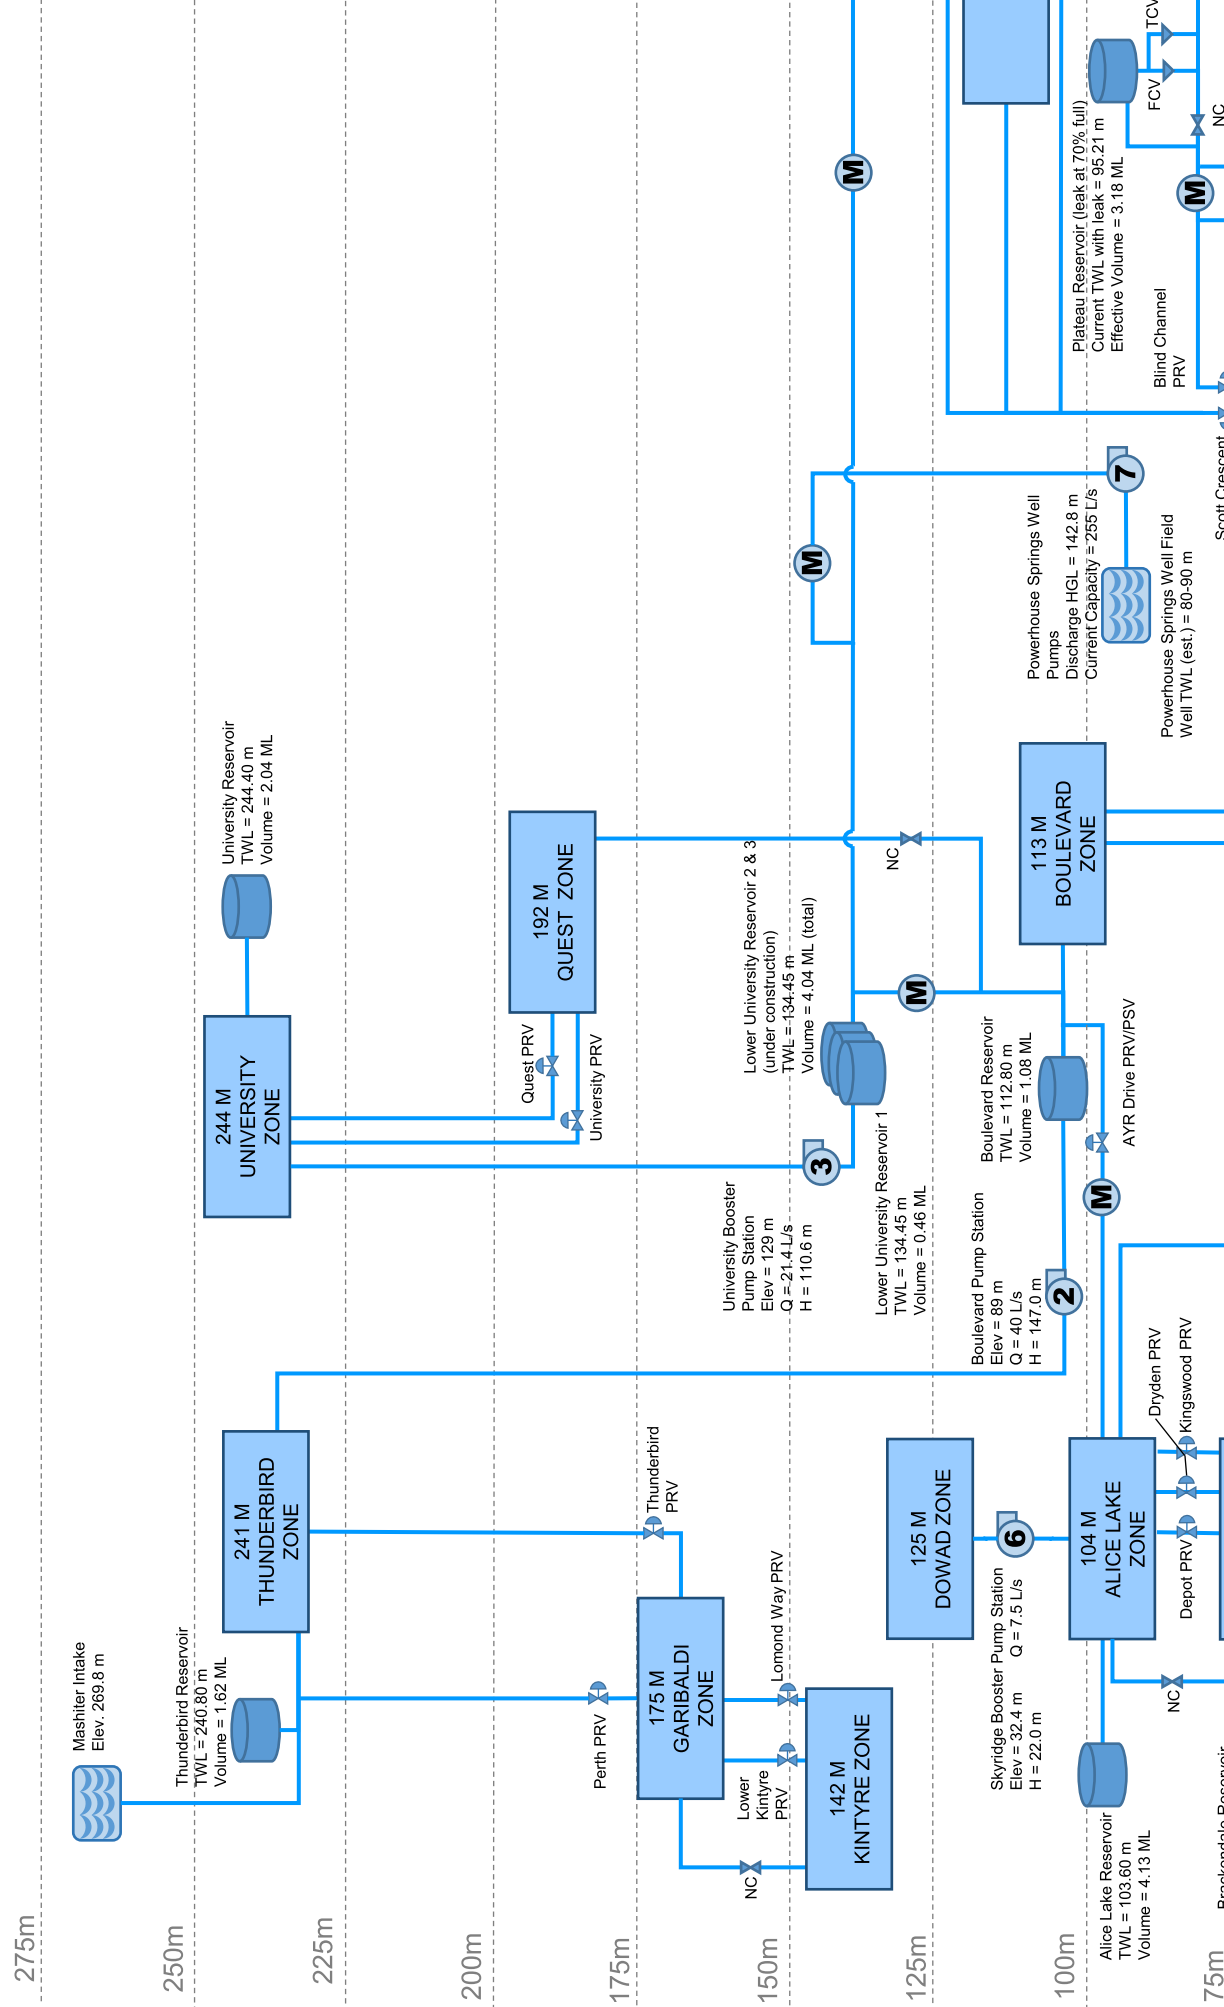 275m
250m
225m
200m
175m
150m
125m
100m
75m
Mashiter Intake
Elev. 269.8 m
Thunderbird Reservoir
TWL = 240.80 m
Volume = 1.62 ML
241 M
THUNDERBIRD
ZONE
244 M
UNIVERSITY
ZONE
University Reservoir
TWL = 244.40 m
Volume = 2.04 ML
Quest PRV
University PRV
192 M
QUEST ZONE
Perth PRV
Thunderbird
PRV
175 M
GARIBALDI
ZONE
Lower
Kintyre
PRV
Lomond Way PRV
NC
142 M
KINTYRE ZONE
University Booster
Pump Station
Elev = 129 m
Q = 21.4 L/s
H = 110.6 m
3
Lower University Reservoir 2 & 3
(under construction)
TWL = 134.45 m
Volume = 4.04 ML (total)
Lower University Reservoir 1
TWL = 134.45 m
Volume = 0.46 ML
NC
M
M
M
125 M
DOWAD ZONE
Skyridge Booster Pump Station
Elev = 32.4 m
Q = 7.5 L/s
H = 22.0 m
6
Boulevard Pump Station
Elev = 89 m
Q = 40 L/s
H = 147.0 m
2
Boulevard Reservoir
TWL = 112.80 m
Volume = 1.08 ML
113 M
BOULEVARD
ZONE
M
AYR Drive PRV/PSV
Powerhouse Springs Well
Pumps
Discharge HGL = 142.8 m
Current Capacity = 255 L/s
7
Powerhouse Springs Well Field
Well TWL (est.) = 80-90 m
Plateau Reservoir (leak at 70% full)
Current TWL with leak = 95.21 m
Effective Volume = 3.18 ML
FCV
TCV
NC
M
Blind Channel
PRV
Scott Crescent
104 M
ALICE LAKE
ZONE
Alice Lake Reservoir
TWL = 103.60 m
Volume = 4.13 ML
NC
Depot PRV
Dryden PRV
Kingswood PRV
Brackendale Reservoir